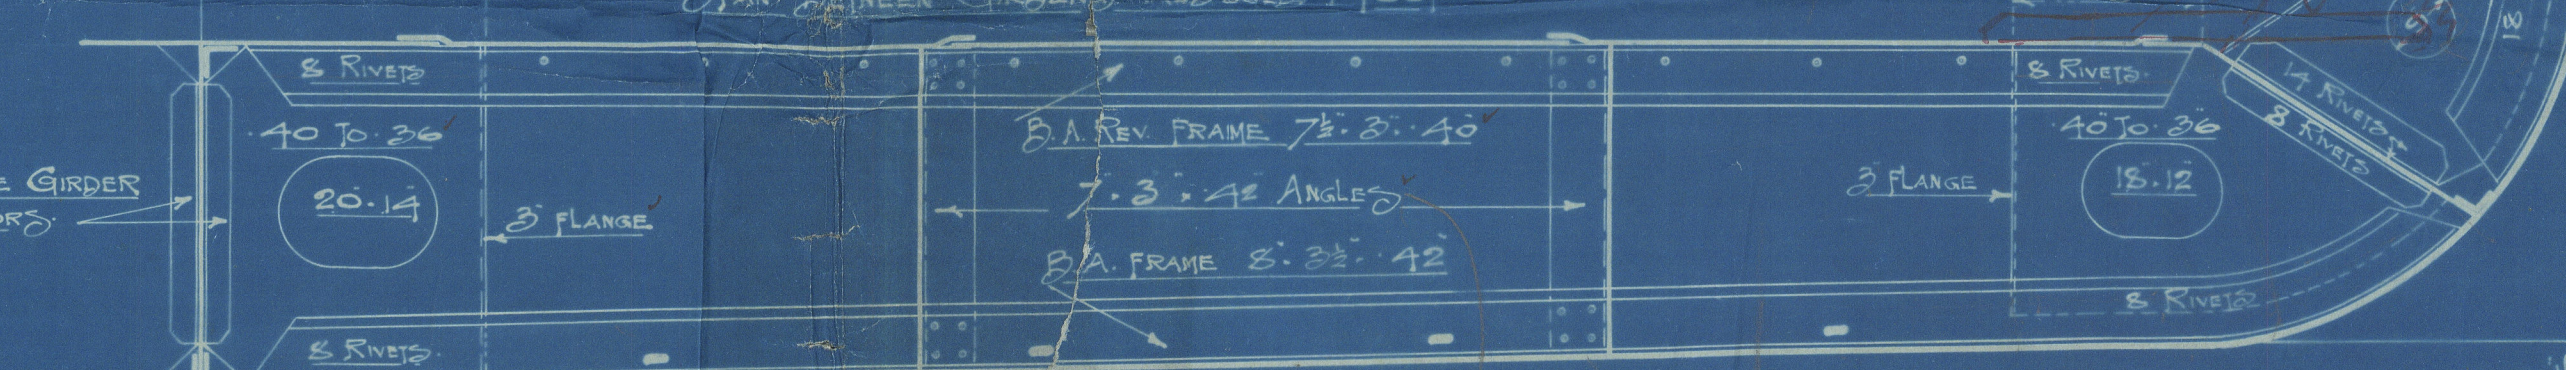 8 RIVETS
.40 TO .36
20".14"
E GIRDER
ORS.
3" FLANGE
8 RIVETS.
B.A. REV. FRAME 7½". 3". .40"
7". 3" × .42" ANGLES
B.A. FRAME 8". 3½". .42"
3" FLANGE
8 RIVETS.
.40" TO .36"
18".12"
8 RIVETS
14 RIVETS
8 RIVETS
18